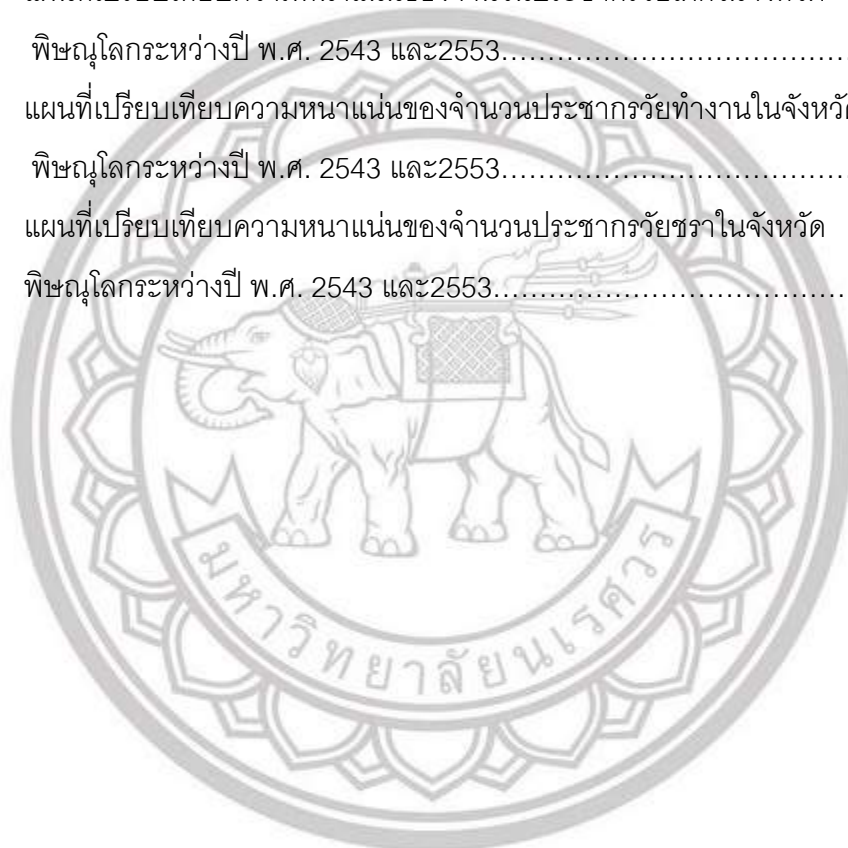 พิษณุโลกระหว่างปี พ.ศ. 2543 และ2553......................................
แผนที่เปรียบเทียบความหนาแน่นของจำนวนประชากรวัยทำงานในจังหวัด
พิษณุโลกระหว่างปี พ.ศ. 2543 และ2553......................................
แผนที่เปรียบเทียบความหนาแน่นของจำนวนประชากรวัยชราในจังหวัด
พิษณุโลกระหว่างปี พ.ศ. 2543 และ2553.......................................
มหาวิทยาลัยนเรศวร